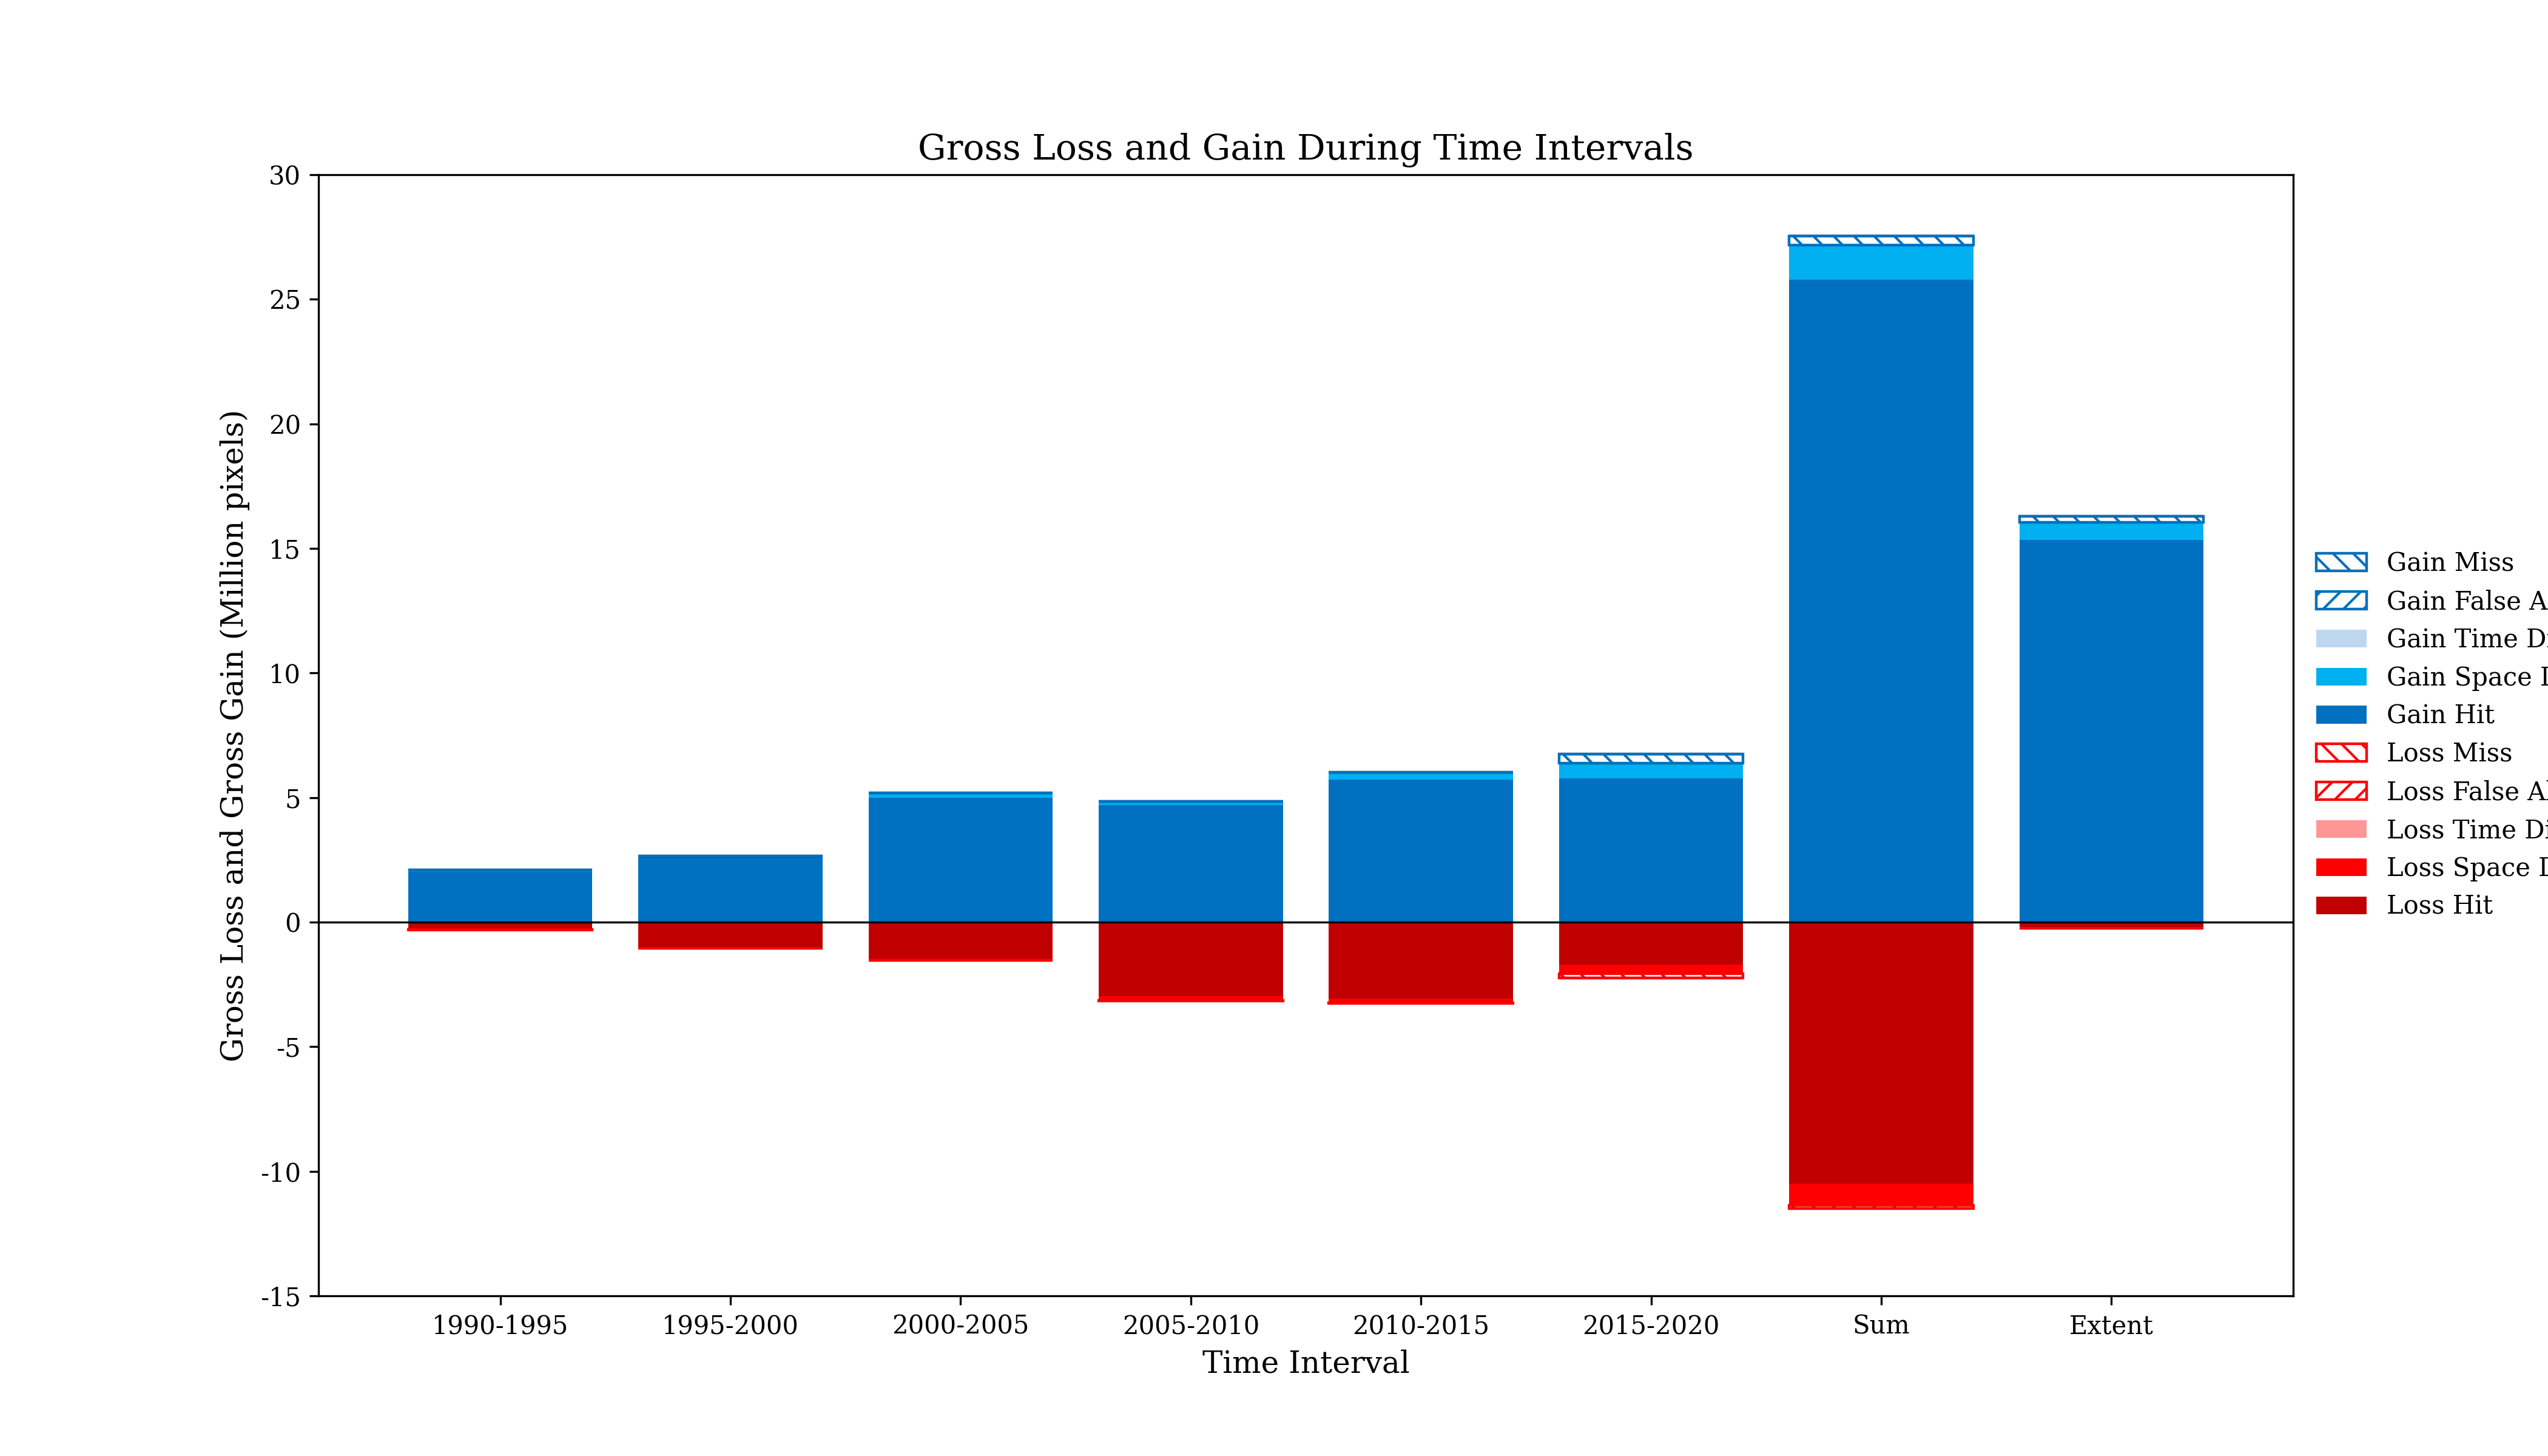 Gross Loss and Gain During Time Intervals
Gross Loss and Gross Gain (Million pixels)
30
25
20
15
10
5
0
-5
-10
-15
1990-1995
1995-2000
2000-2005
2005-2010
2010-2015
2015-2020
Sum
Extent
Time Interval
Gain Miss
Gain False A
Gain Time D
Gain Space
Gain Hit
Loss Miss
Loss False A
Loss Time Di
Loss Space
Loss Hit